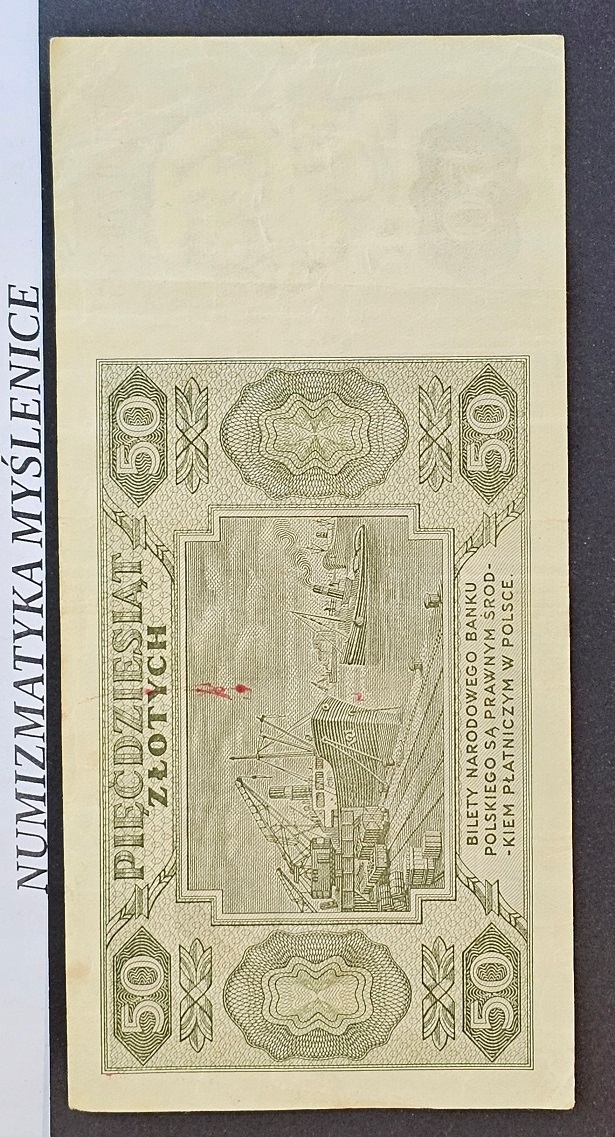 NUMIZMATYKA MYŚLENICE
50
50
PIĘĆDZIESIĄT
ZŁOTYCH
BILETY NARODOWEGO BANKU
POLSKIEGO SĄ PRAWNYM ŚROD-
-KIEM PŁATNICZYM W POLSCE.
50
50